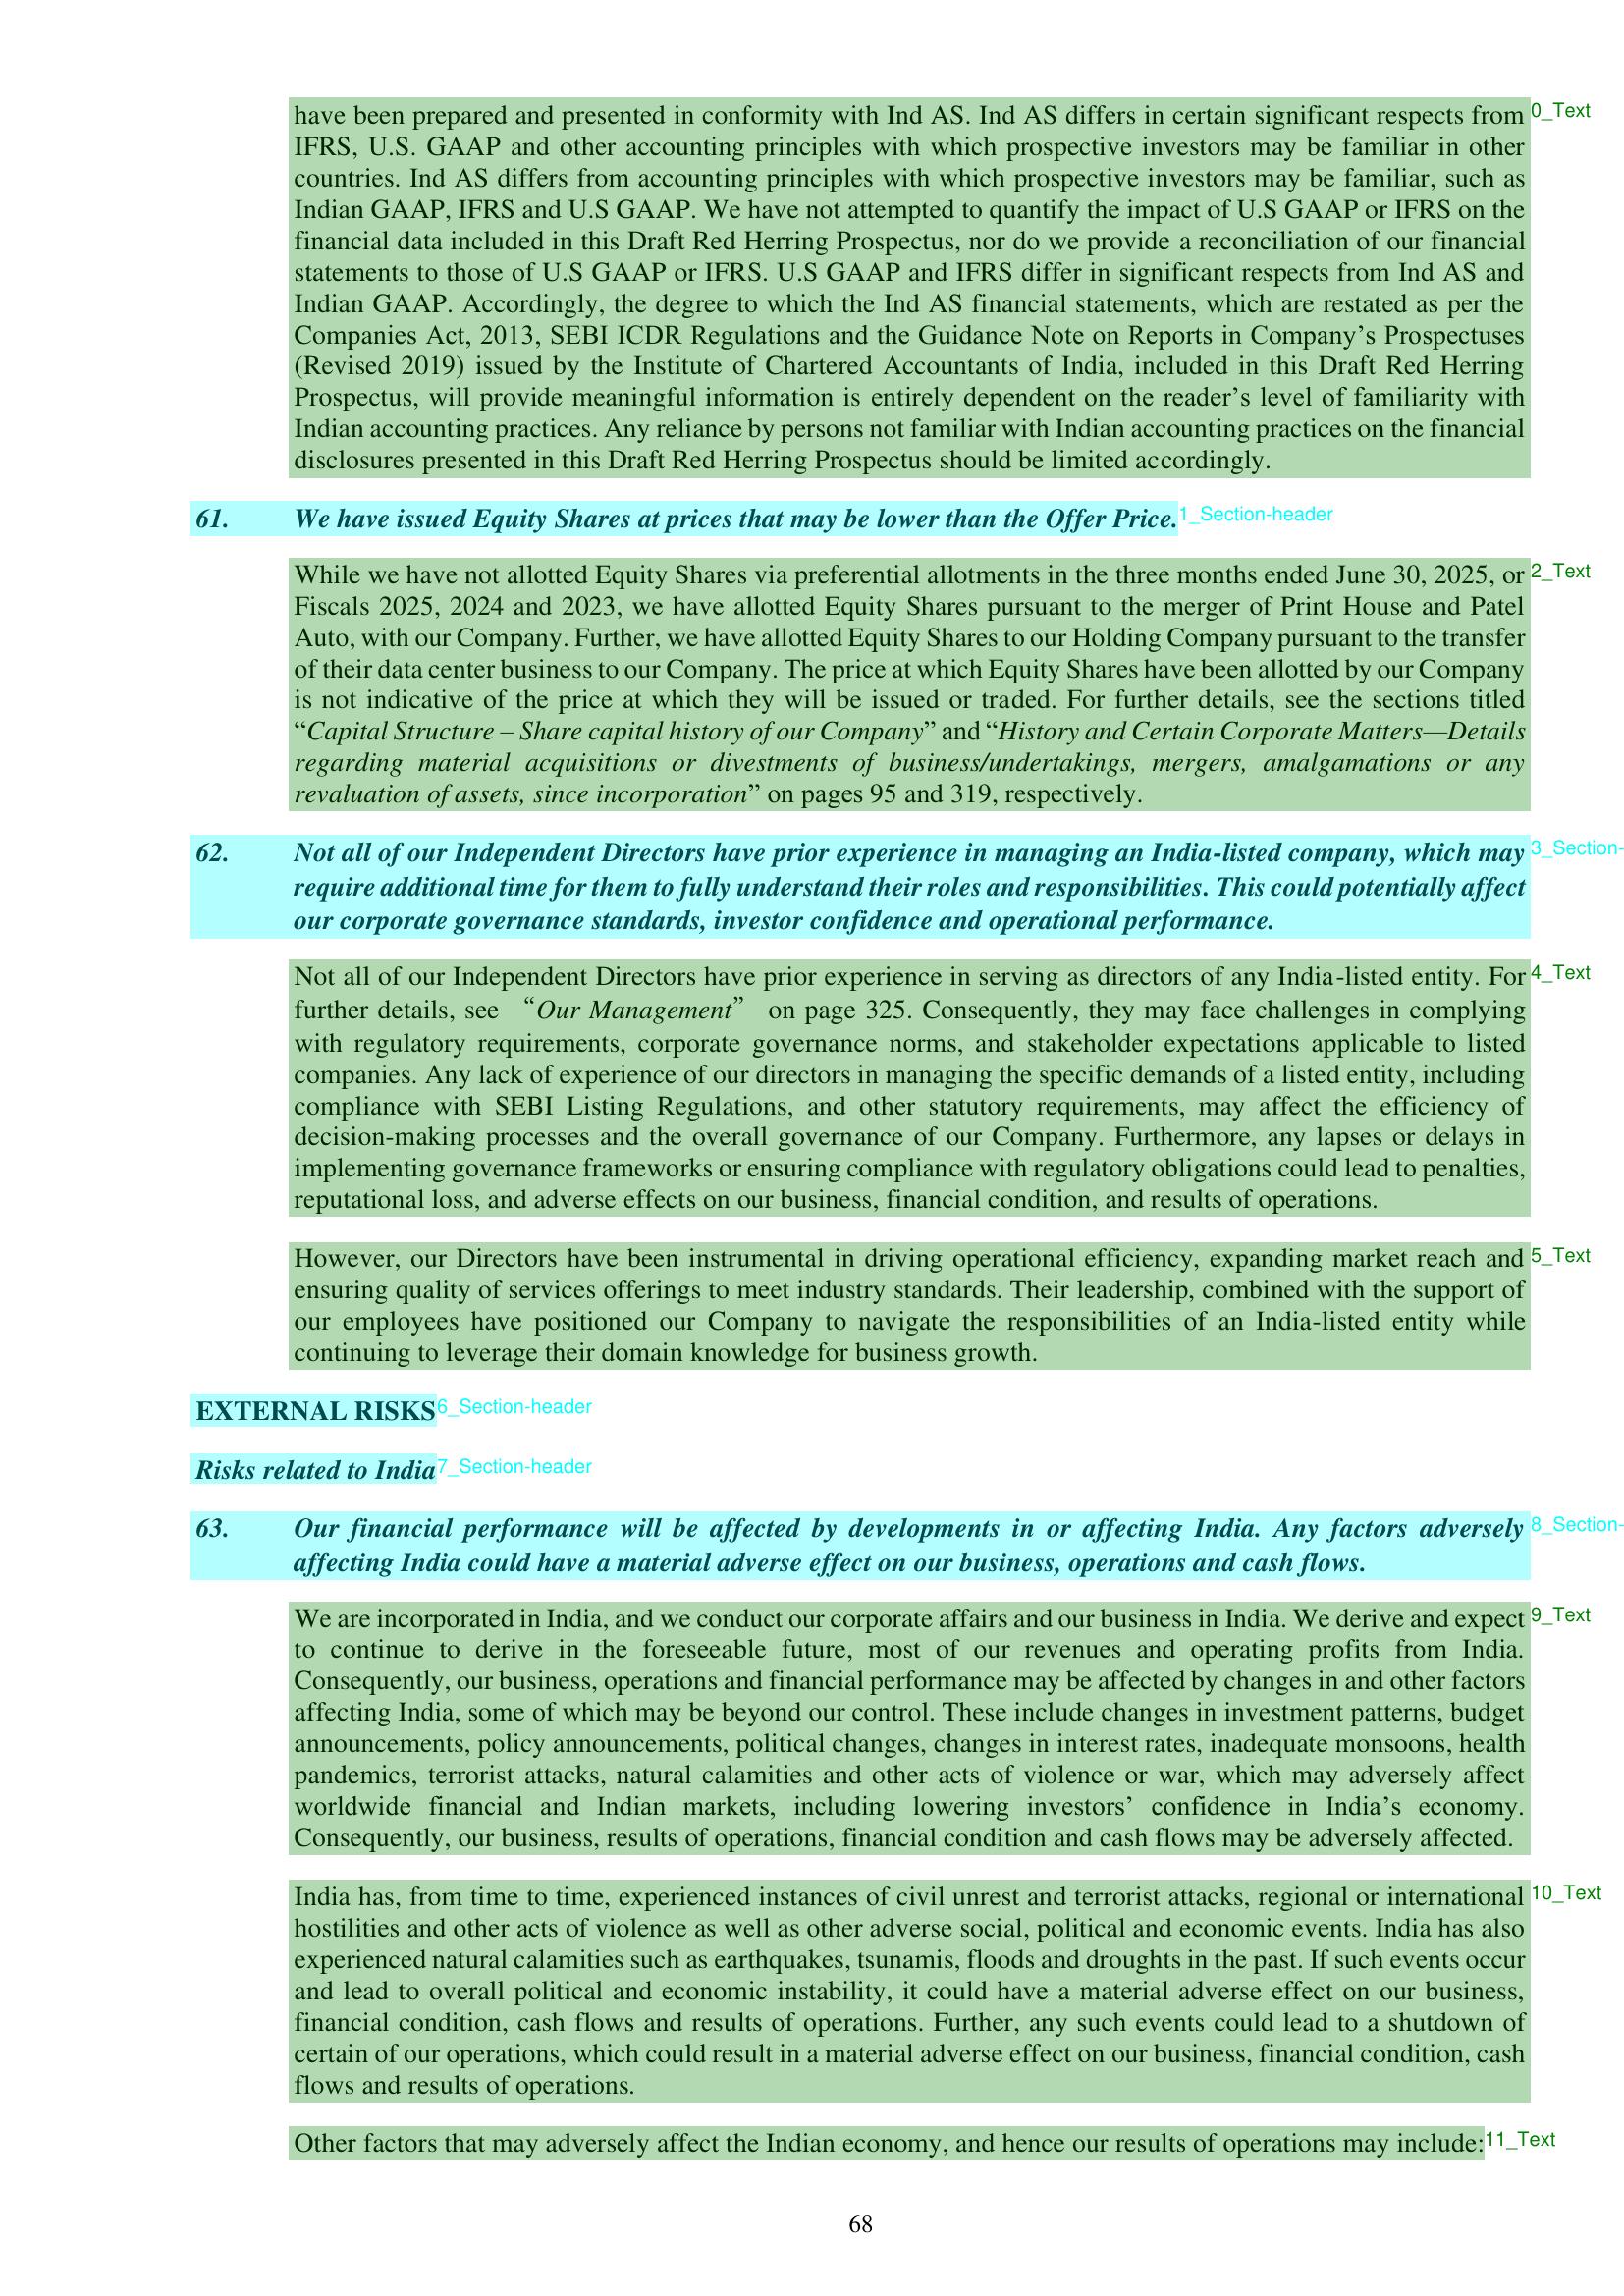 have been prepared and presented in conformity with Ind AS. Ind AS differs in certain significant respects from
0_Text
IFRS, U.S. GAAP and other accounting principles with which prospective investors may be familiar in other
countries. Ind AS differs from accounting principles with which prospective investors may be familiar, such as
Indian GAAP, IFRS and U.S GAAP. We have not attempted to quantify the impact of U.S GAAP or IFRS on the
financial data included in this Draft Red Herring Prospectus, nor do we provide a reconciliation of our financial
statements to those of U.S GAAP or IFRS. U.S GAAP and IFRS differ in significant respects from Ind AS and
Indian GAAP. Accordingly, the degree to which the Ind AS financial statements, which are restated as per the
Companies Act, 2013, SEBI ICDR Regulations and the Guidance Note on Reports in Company’s Prospectuses
(Revised 2019) issued by the Institute of Chartered Accountants of India, included in this Draft Red Herring
Prospectus, will provide meaningful information is entirely dependent on the reader’s level of familiarity with
Indian accounting practices. Any reliance by persons not familiar with Indian accounting practices on the financial
disclosures presented in this Draft Red Herring Prospectus should be limited accordingly.
61. We have issued Equity Shares at prices that may be lower than the Offer Price.
1_Section-header
While we have not allotted Equity Shares via preferential allotments in the three months ended June 30, 2025, or
2_Text
Fiscals 2025, 2024 and 2023, we have allotted Equity Shares pursuant to the merger of Print House and Patel
Auto, with our Company. Further, we have allotted Equity Shares to our Holding Company pursuant to the transfer
of their data center business to our Company. The price at which Equity Shares have been allotted by our Company
is not indicative of the price at which they will be issued or traded. For further details, see the sections titled
“Capital Structure – Share capital history of our Company” and “History and Certain Corporate Matters—Details
regarding material acquisitions or divestments of business/undertakings, mergers, amalgamations or any
revaluation of assets, since incorporation” on pages 95 and 319, respectively.
62. Not all of our Independent Directors have prior experience in managing an India-listed company, which may
3_Section-
require additional time for them to fully understand their roles and responsibilities. This could potentially affect
our corporate governance standards, investor confidence and operational performance.
Not all of our Independent Directors have prior experience in serving as directors of any India-listed entity. For
4_Text
further details, see “Our Management” on page 325. Consequently, they may face challenges in complying
with regulatory requirements, corporate governance norms, and stakeholder expectations applicable to listed
companies. Any lack of experience of our directors in managing the specific demands of a listed entity, including
compliance with SEBI Listing Regulations, and other statutory requirements, may affect the efficiency of
decision-making processes and the overall governance of our Company. Furthermore, any lapses or delays in
implementing governance frameworks or ensuring compliance with regulatory obligations could lead to penalties,
reputational loss, and adverse effects on our business, financial condition, and results of operations.
However, our Directors have been instrumental in driving operational efficiency, expanding market reach and
5_Text
ensuring quality of services offerings to meet industry standards. Their leadership, combined with the support of
our employees have positioned our Company to navigate the responsibilities of an India-listed entity while
continuing to leverage their domain knowledge for business growth.
EXTERNAL RISKS
6_Section-header
Risks related to India
7_Section-header
63. Our financial performance will be affected by developments in or affecting India. Any factors adversely
8_Section-
affecting India could have a material adverse effect on our business, operations and cash flows.
We are incorporated in India, and we conduct our corporate affairs and our business in India. We derive and expect
9_Text
to continue to derive in the foreseeable future, most of our revenues and operating profits from India.
Consequently, our business, operations and financial performance may be affected by changes in and other factors
affecting India, some of which may be beyond our control. These include changes in investment patterns, budget
announcements, policy announcements, political changes, changes in interest rates, inadequate monsoons, health
pandemics, terrorist attacks, natural calamities and other acts of violence or war, which may adversely affect
worldwide financial and Indian markets, including lowering investors’ confidence in India’s economy.
Consequently, our business, results of operations, financial condition and cash flows may be adversely affected.
India has, from time to time, experienced instances of civil unrest and terrorist attacks, regional or international
10_Text
hostilities and other acts of violence as well as other adverse social, political and economic events. India has also
experienced natural calamities such as earthquakes, tsunamis, floods and droughts in the past. If such events occur
and lead to overall political and economic instability, it could have a material adverse effect on our business,
financial condition, cash flows and results of operations. Further, any such events could lead to a shutdown of
certain of our operations, which could result in a material adverse effect on our business, financial condition, cash
flows and results of operations.
Other factors that may adversely affect the Indian economy, and hence our results of operations may include:
11_Text
68